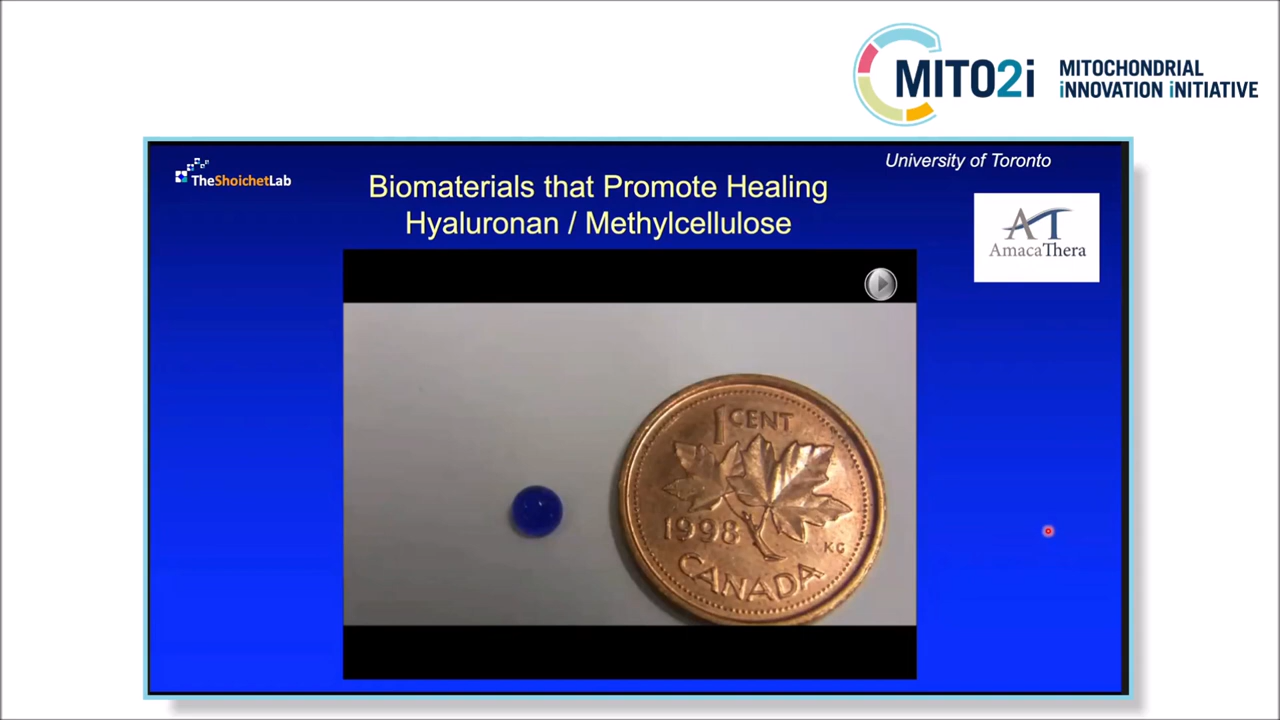 MITO2i
MITOCHONDRIAL
iNNOVATION iNITIATIVE
TheShoichetLab
University of Toronto
Biomaterials that Promote Healing
Hyaluronan / Methylcellulose
AT
AmacaThera
1 CENT
1998
KG
CANADA